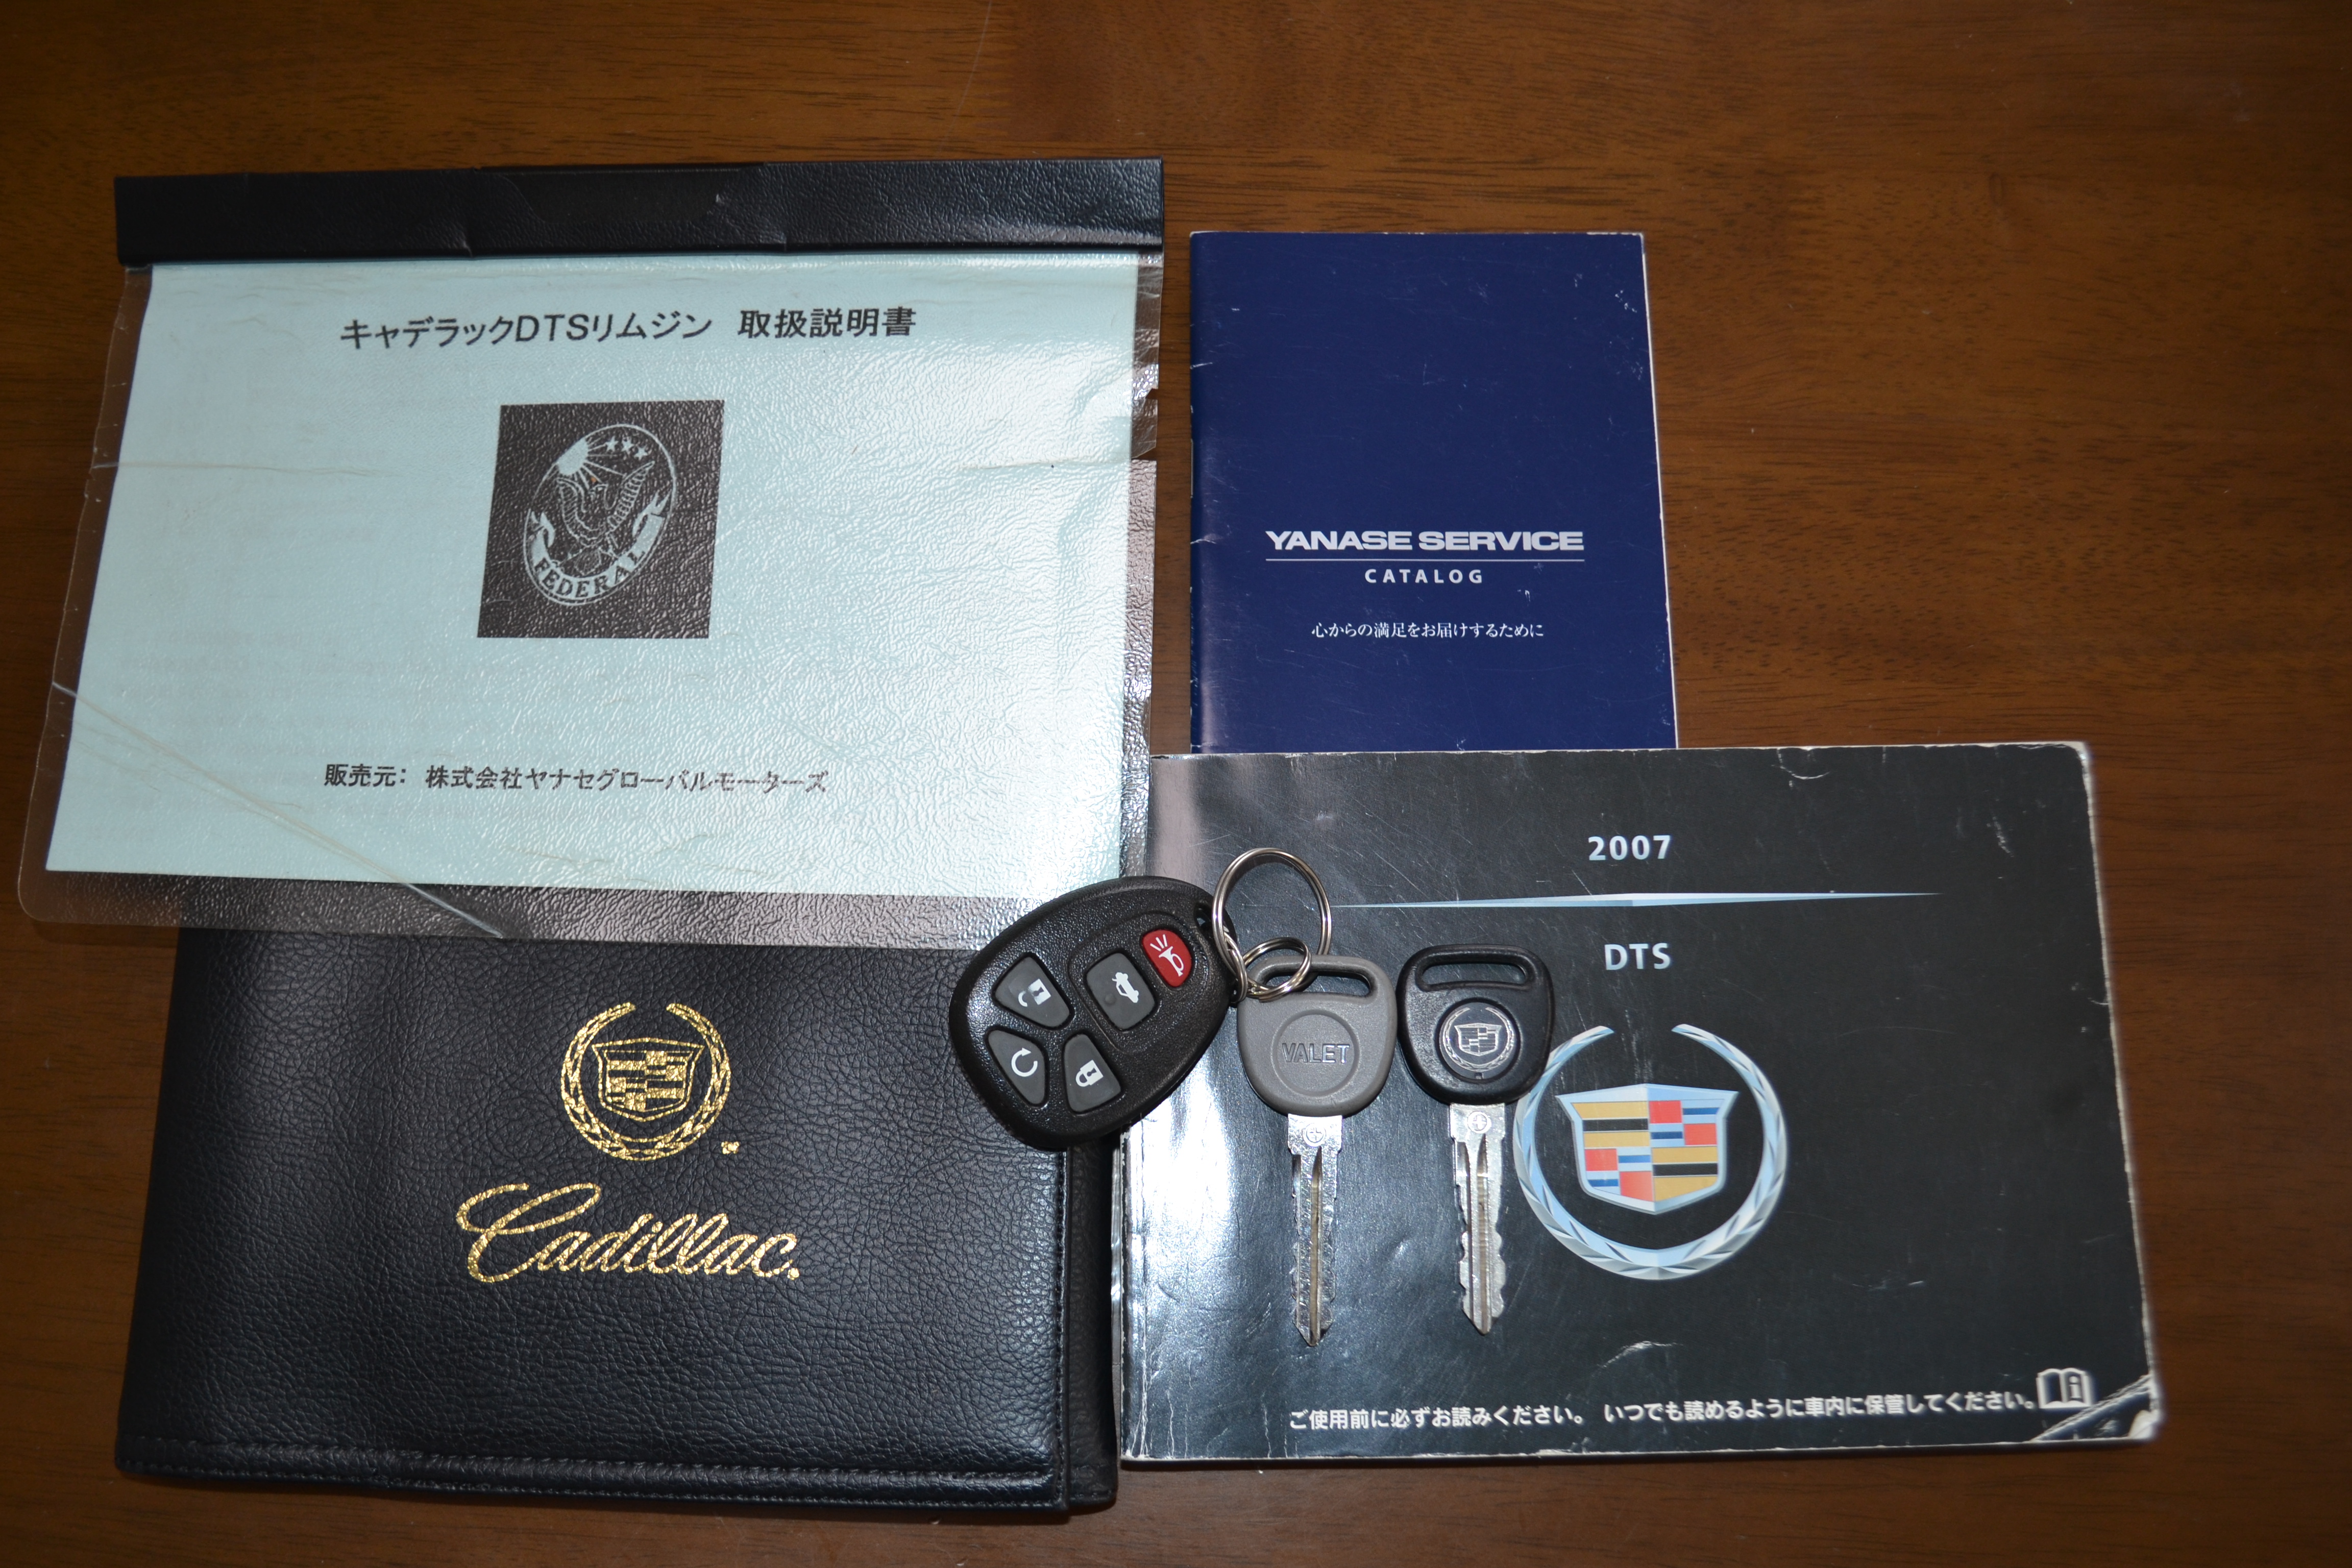 キャデラックDTSリムジン 取扱説明書
FEDERAL
販売元: 株式会社ヤナセグローバルモーターズ
YANASE SERVICE
CATALOG
心からの満足をお届けするために
Cadillac.
VALET
2007
DTS
ご使用前に必ずお読みください。 いつでも読めるように車内に保管してください。